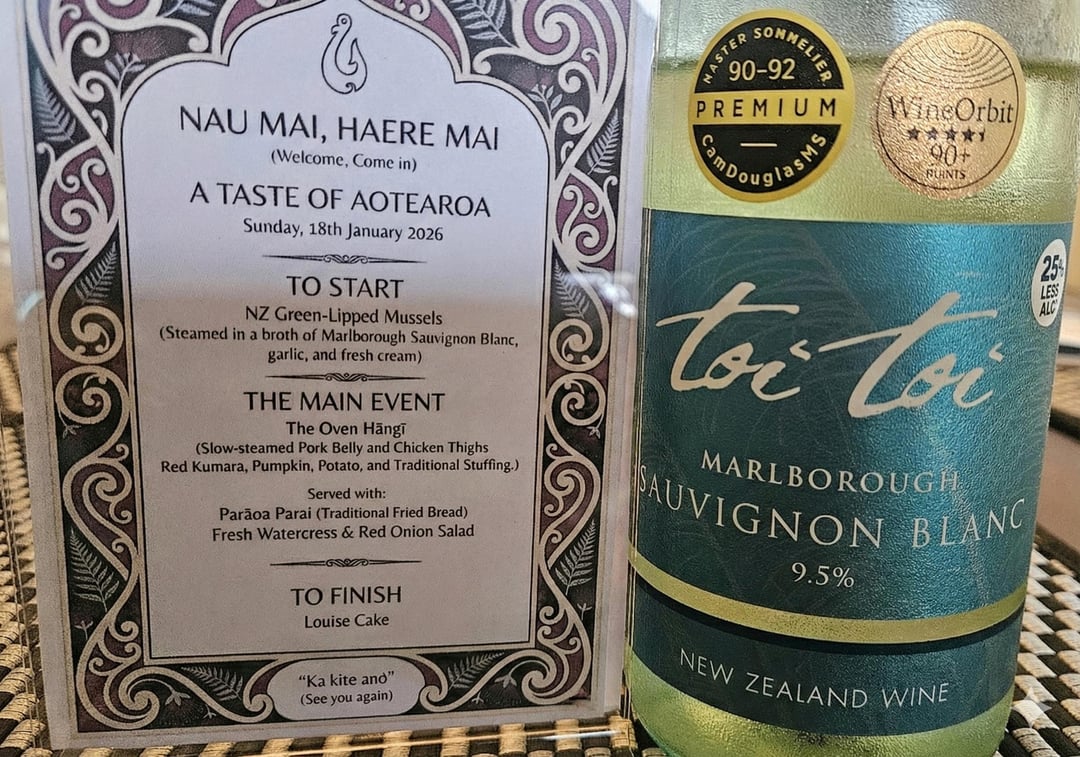 NAU MAI, HAERE MAI
(Welcome, Come in)
A TASTE OF AOTEAROA
Sunday, 18th January 2026
TO START
NZ Green-Lipped Mussels
(Steamed in a broth of Marlborough Sauvignon Blanc,
garlic, and fresh cream)
THE MAIN EVENT
The Oven Hāngī
(Slow-steamed Pork Belly and Chicken Thighs
Red Kumara, Pumpkin, Potato, and Traditional Stuffing.)
Served with:
Parāoa Parai (Traditional Fried Bread)
Fresh Watercress & Red Onion Salad
TO FINISH
Louise Cake
“Ka kite anō”
(See you again)
MASTER SOMMELIER
90-92
PREMIUM
CamDouglasMS
WineOrbit
90+
POINTS
25%
LESS
ALC
toi toi
MARLBOROUGH
SAUVIGNON BLANC
9.5%
NEW ZEALAND WINE